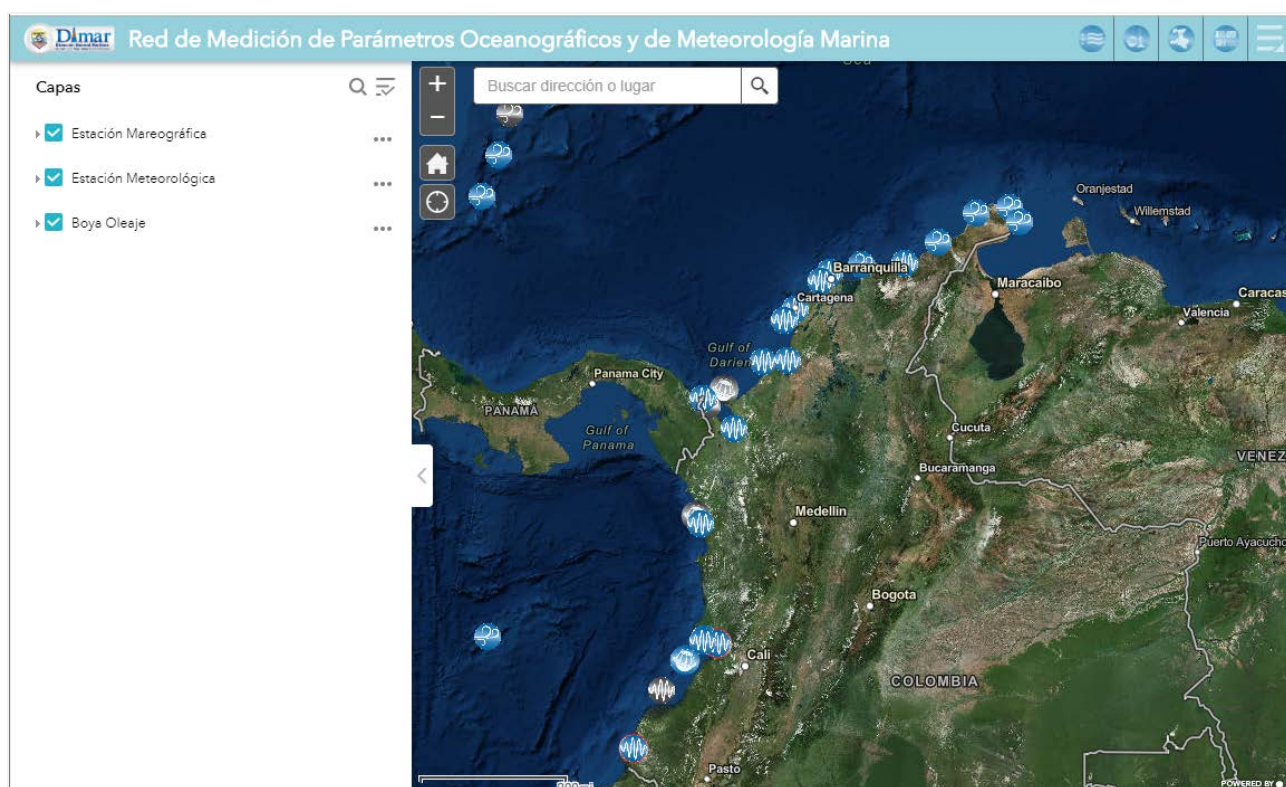 Dimar
Red de Medición de Parámetros Oceanográficos y de Meteorología Marina
Capas
Estación Mareográfica
Estación Meteorológica
Boya Oleaje
+
−
Buscar dirección o lugar
Sea
Oranjestad
Willemstad
Barranquilla
Maracaibo
Caracas
Cartagena
Valencia
Gulf of
Darien
Panama City
PANAMÁ
Gulf of
Panama
Cucuta
VENEZ
Bucaramanga
Medellin
Puerto Ayacucho
Bogota
Cali
COLOMBIA
Pasto
POWERED BY